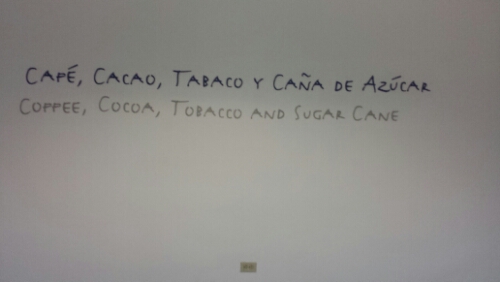 CAFÉ, CACAO, TABACO Y CAÑA DE AZÚCAR
COFFEE, COCOA, TOBACCO AND SUGAR CANE